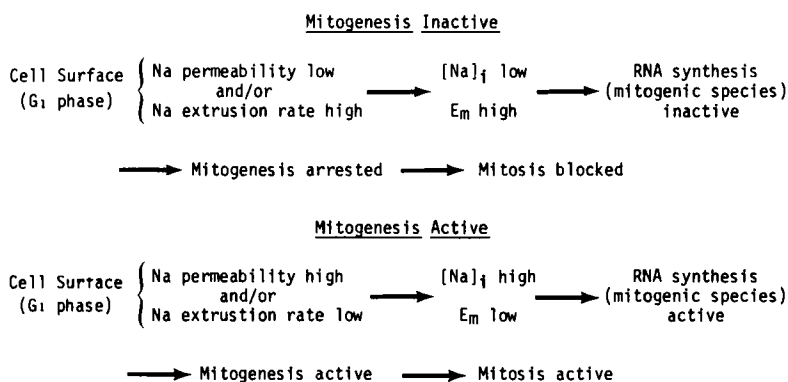 Mitogenesis Inactive
Cell Surface
(G1 phase)
Na permeability low
and/or
Na extrusion rate high
[Na]i low
Em high
RNA synthesis
(mitogenic species)
inactive
Mitogenesis arrested
Mitosis blocked
Mitogenesis Active
Cell Surface
(G1 phase)
Na permeability high
and/or
Na extrustion rate low
[Na]i high
Em low
RNA synthesis
(mitogenic species)
active
Mitogenesis active
Mitosis active